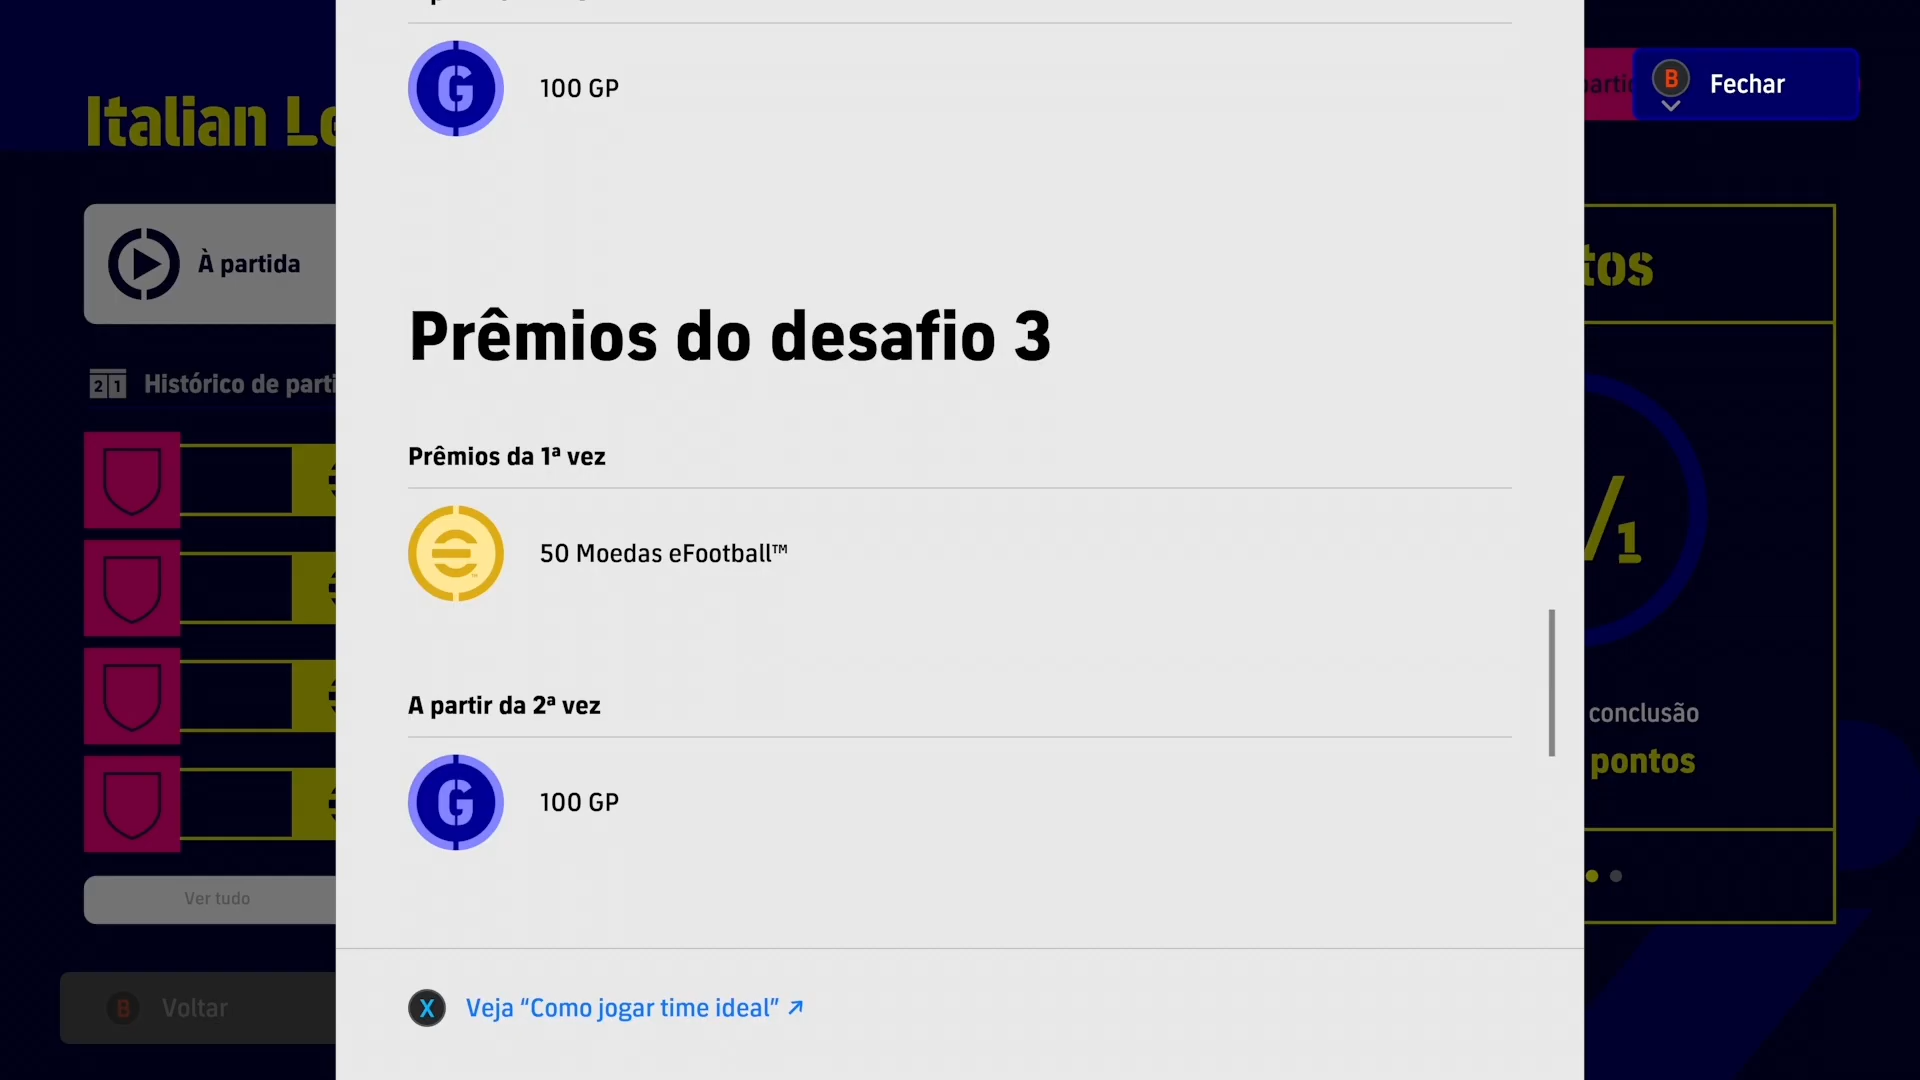 100 GP
Fechar
Italian
À partida
Prêmios do desafio 3
Histórico de
Prêmios da 1ª vez
50 Moedas eFootball™
/1
A partir da 2ª vez
conclusão
pontos
100 GP
Ver tudo
B Voltar
X Veja “Como jogar time ideal” ↗